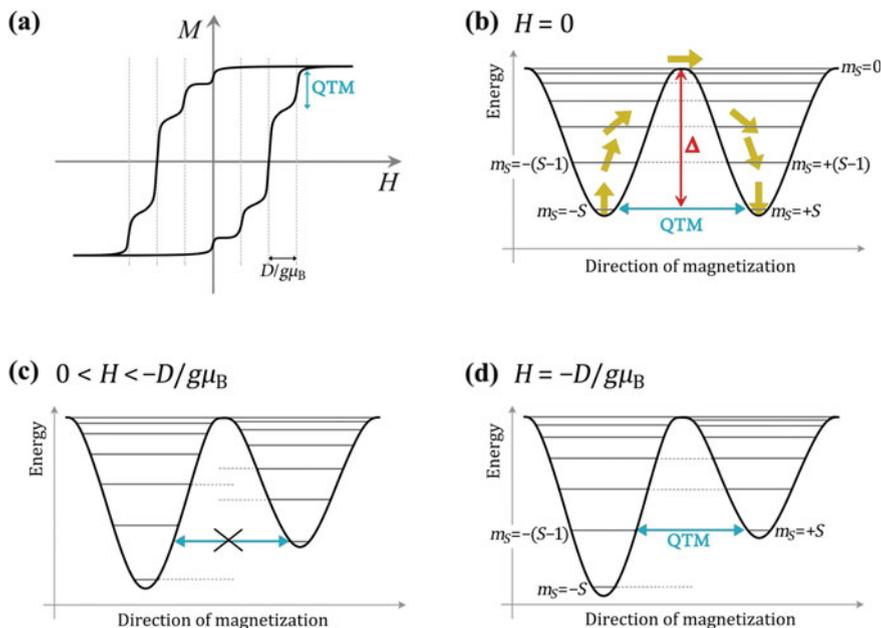 (a)
M
QTM
H
D/gμB
(b) H = 0
Energy
mS=0
Δ
mS=−(S−1)
mS=+(S−1)
mS=−S
mS=+S
QTM
Direction of magnetization
(c) 0 < H < −D/gμB
Energy
Direction of magnetization
(d) H = −D/gμB
Energy
mS=−(S−1)
QTM
mS=+S
mS=−S
Direction of magnetization